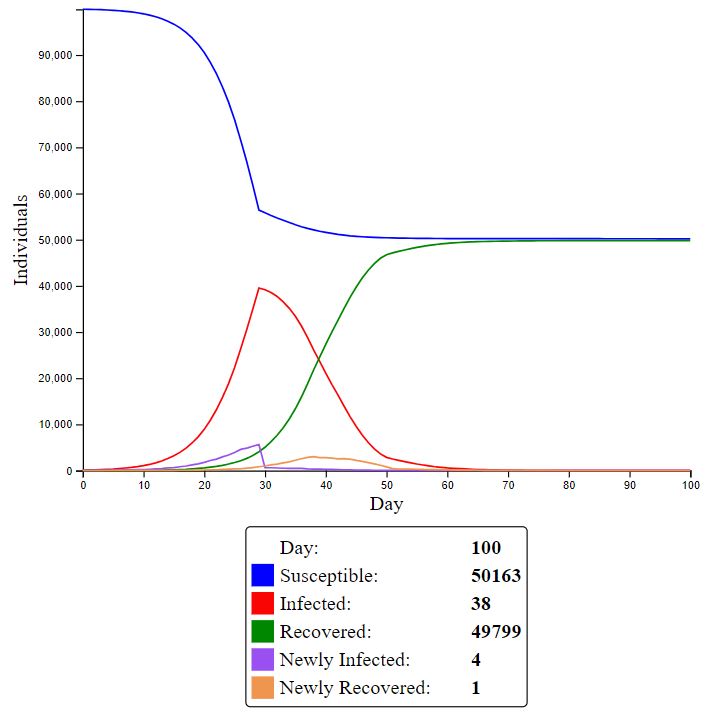 90,000
80,000
70,000
60,000
50,000
40,000
30,000
20,000
10,000
0
Individuals
0 10 20 30 40 50 60 70 80 90 100
Day
Day: 100
Susceptible: 50163
Infected: 38
Recovered: 49799
Newly Infected: 4
Newly Recovered: 1